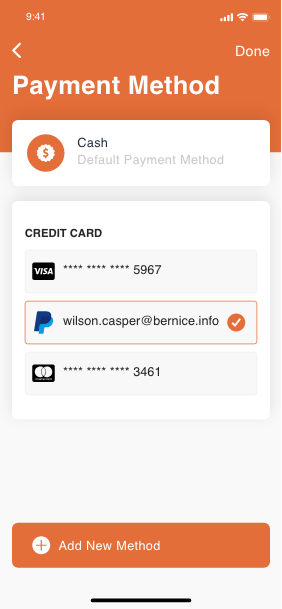 9:41
Done
Payment Method
Cash
Default Payment Method
CREDIT CARD
VISA **** **** **** 5967
wilson.casper@bernice.info
**** **** **** 3461
Add New Method